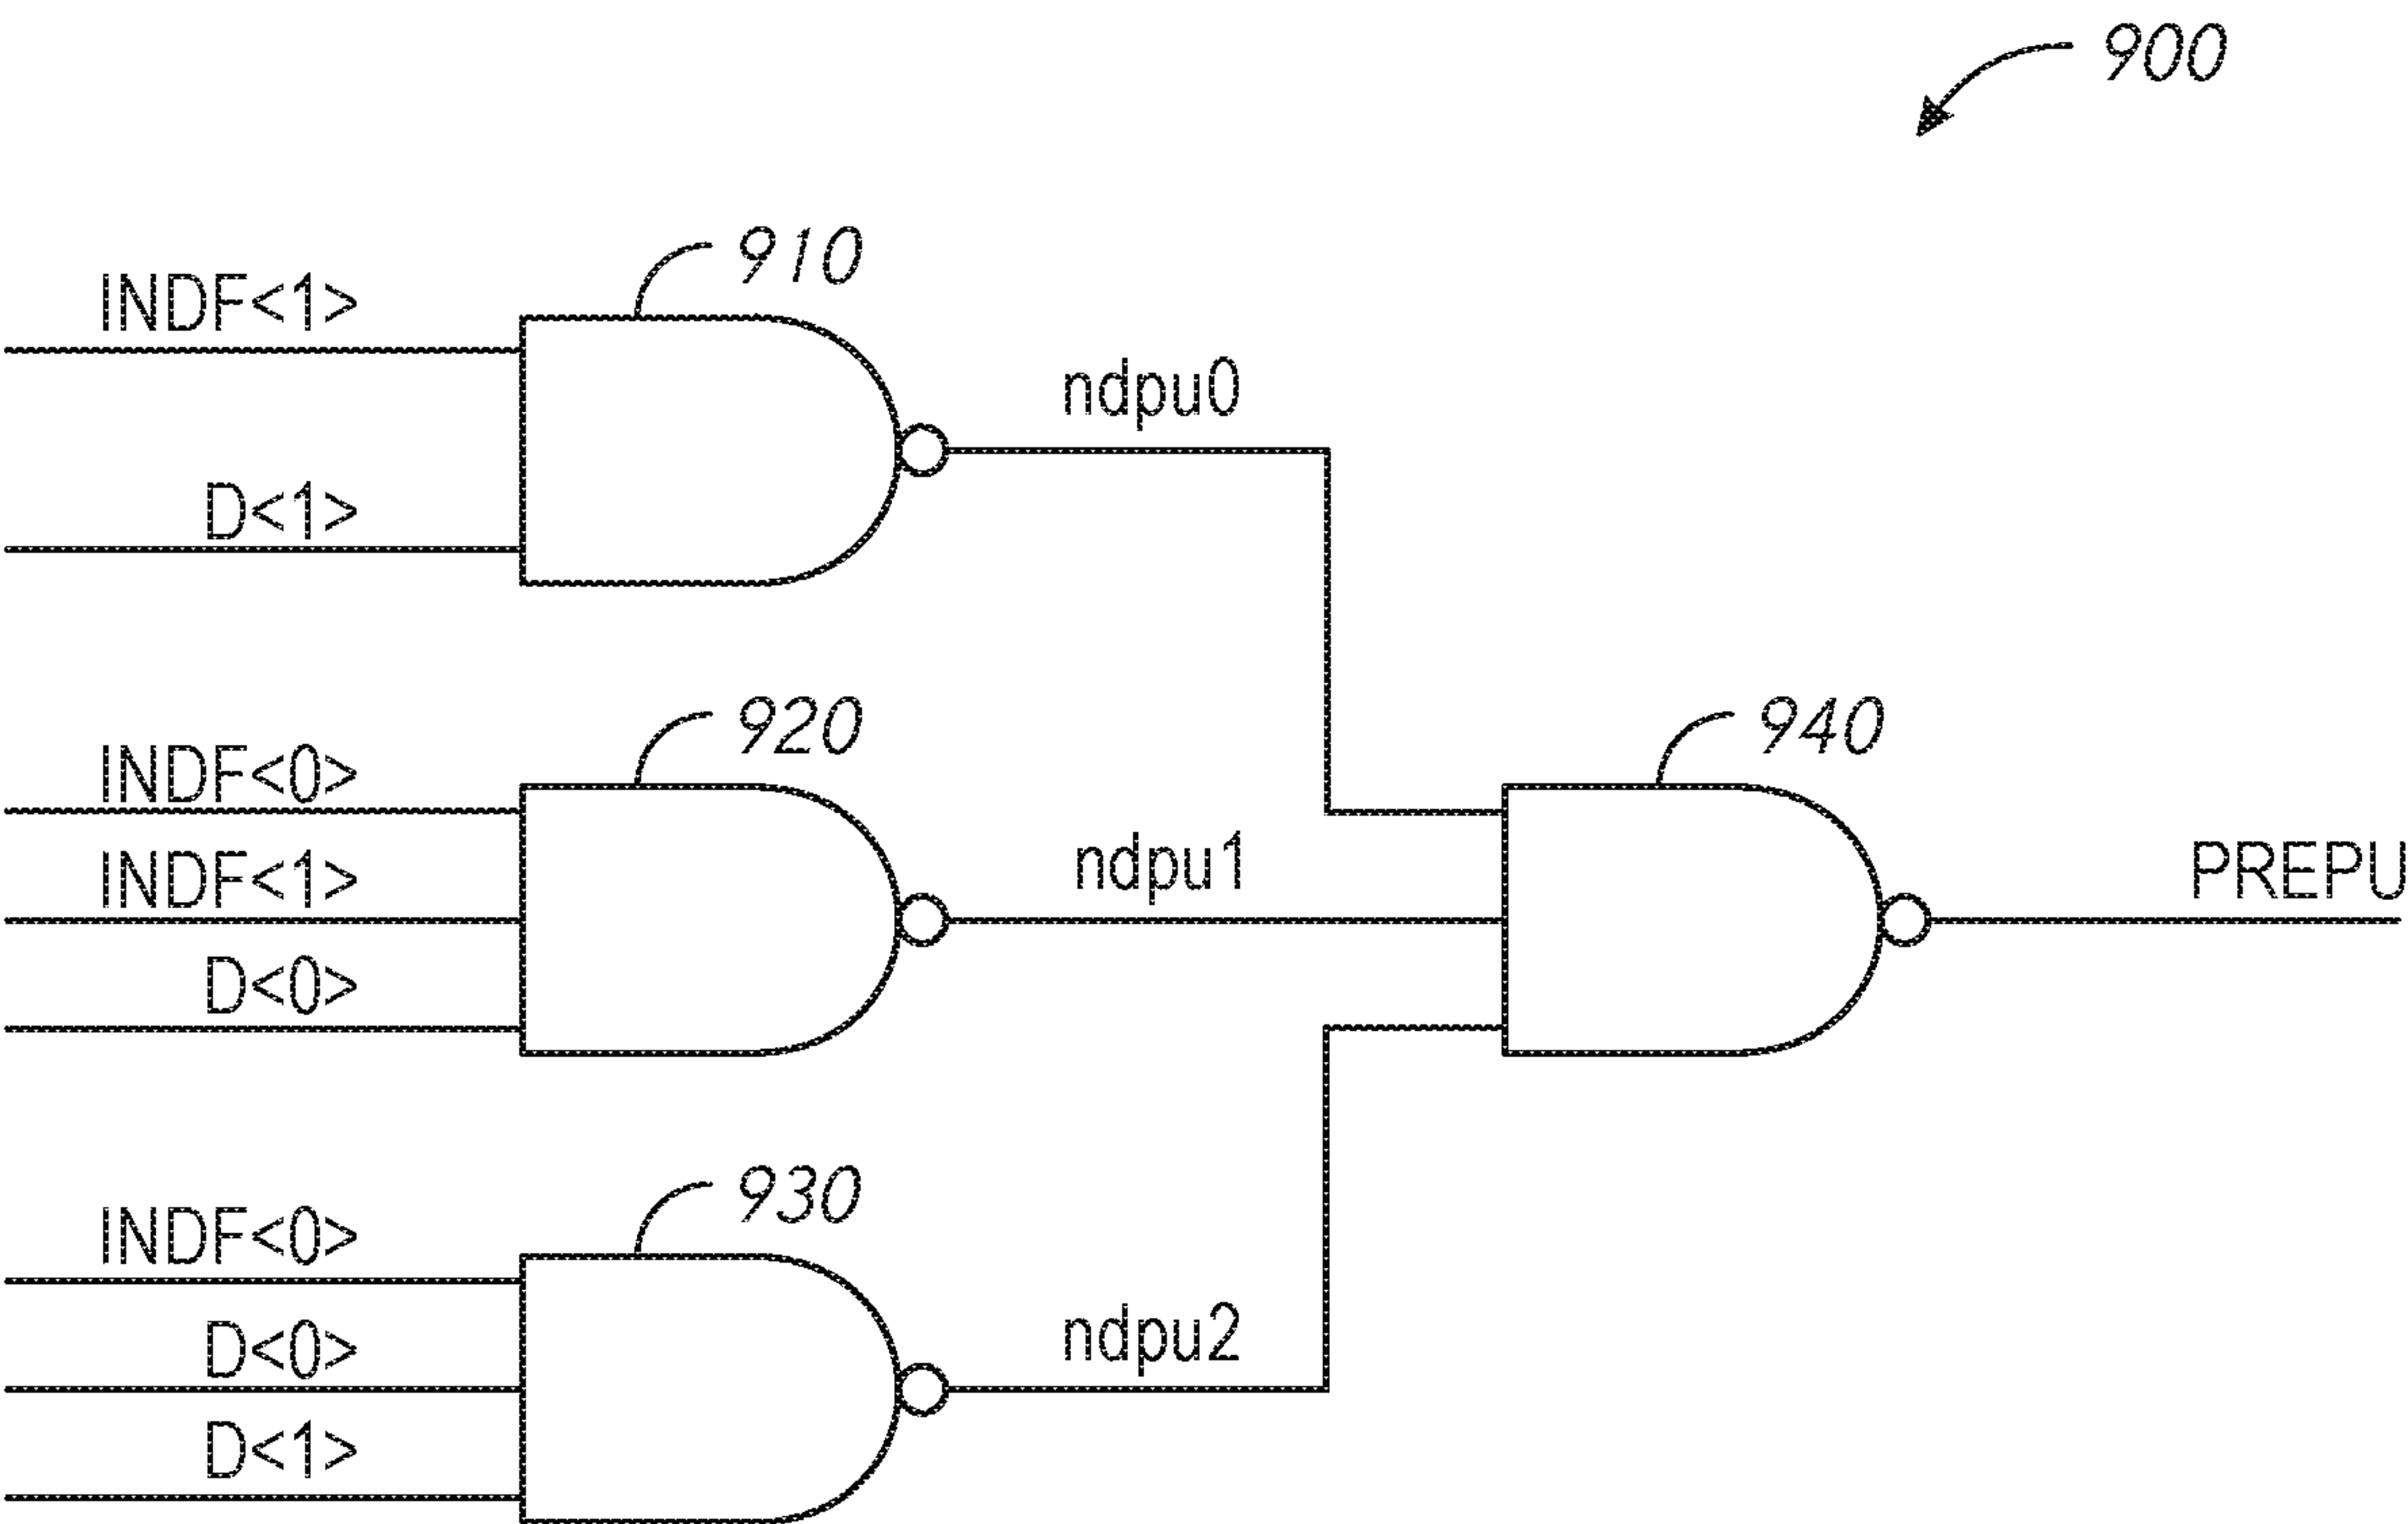 900
910
INDF<1>
ndpu0
D<1>
920
940
INDF<0>
INDF<1>
ndpu1
PREPU
D<0>
930
INDF<0>
D<0>
ndpu2
D<1>